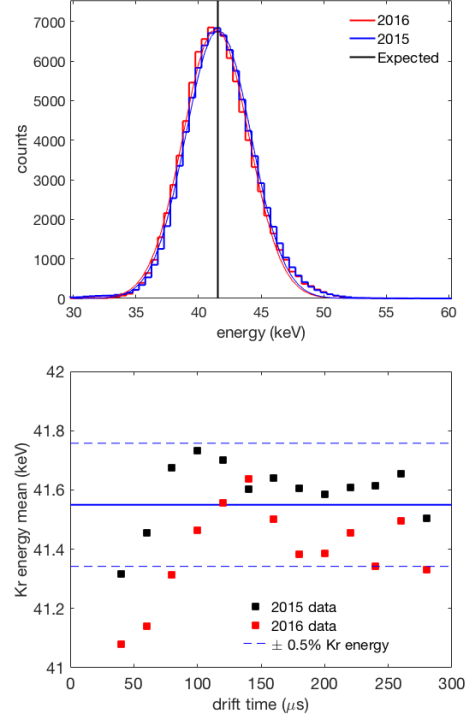 7000
6000
5000
4000
3000
2000
1000
0
counts
2016
2015
Expected
30 35 40 45 50 55 60
energy (keV)
42
41.8
41.6
41.4
41.2
41
Kr energy mean (keV)
2015 data
2016 data
± 0.5% Kr energy
0 50 100 150 200 250 300
drift time (μs)